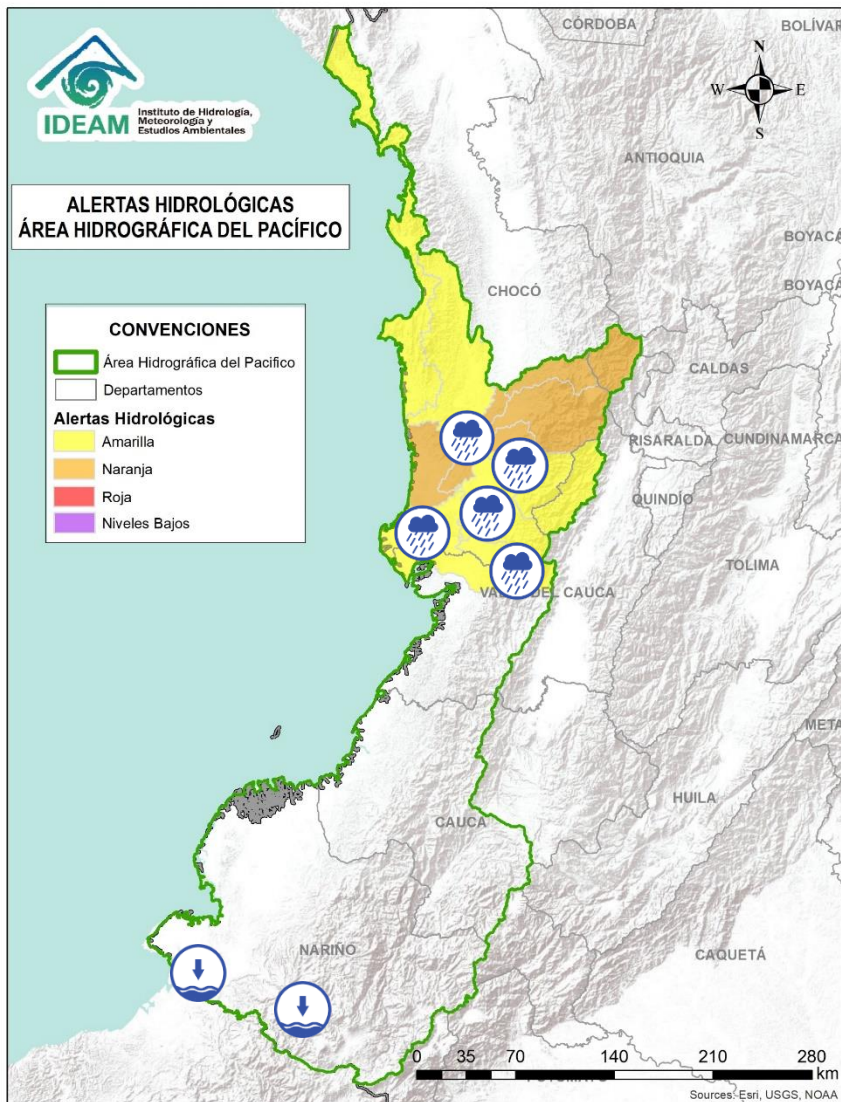 CÓRDOBA
BOLÍVAR
N
W
E
S
IDEAM
Instituto de Hidrología,
Meteorología y
Estudios Ambientales
ANTIOQUIA
ALERTAS HIDROLÓGICAS
ÁREA HIDROGRÁFICA DEL PACÍFICO
BOYACÁ
CHOCÓ
BOYACÁ
CONVENCIONES
Área Hidrográfica del Pacifico
Departamentos
Alertas Hidrológicas
Amarilla
Naranja
Roja
Niveles Bajos
CALDAS
RISARALDA
CUNDINAMARCA
QUINDÍO
TOLIMA
VALLE DEL CAUCA
META
HUILA
CAUCA
NARIÑO
CAQUETÁ
0 35 70 140 210 280
km
Sources: Esri, USGS, NOAA